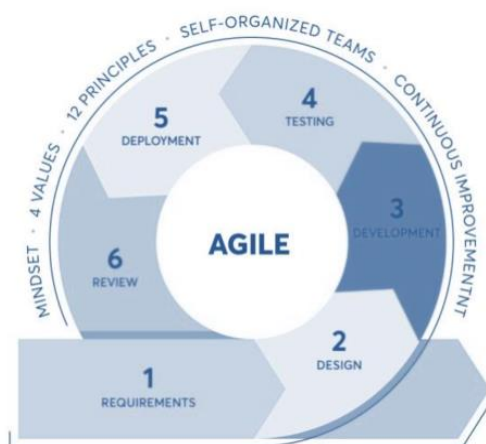 MINDSET · 4 VALUES · 12 PRINCIPLES · SELF-ORGANIZED TEAMS · CONTINUOUS IMPROVEMENTNT
AGILE
1
REQUIREMENTS
2
DESIGN
3
DEVELOPMENT
4
TESTING
5
DEPLOYMENT
6
REVIEW